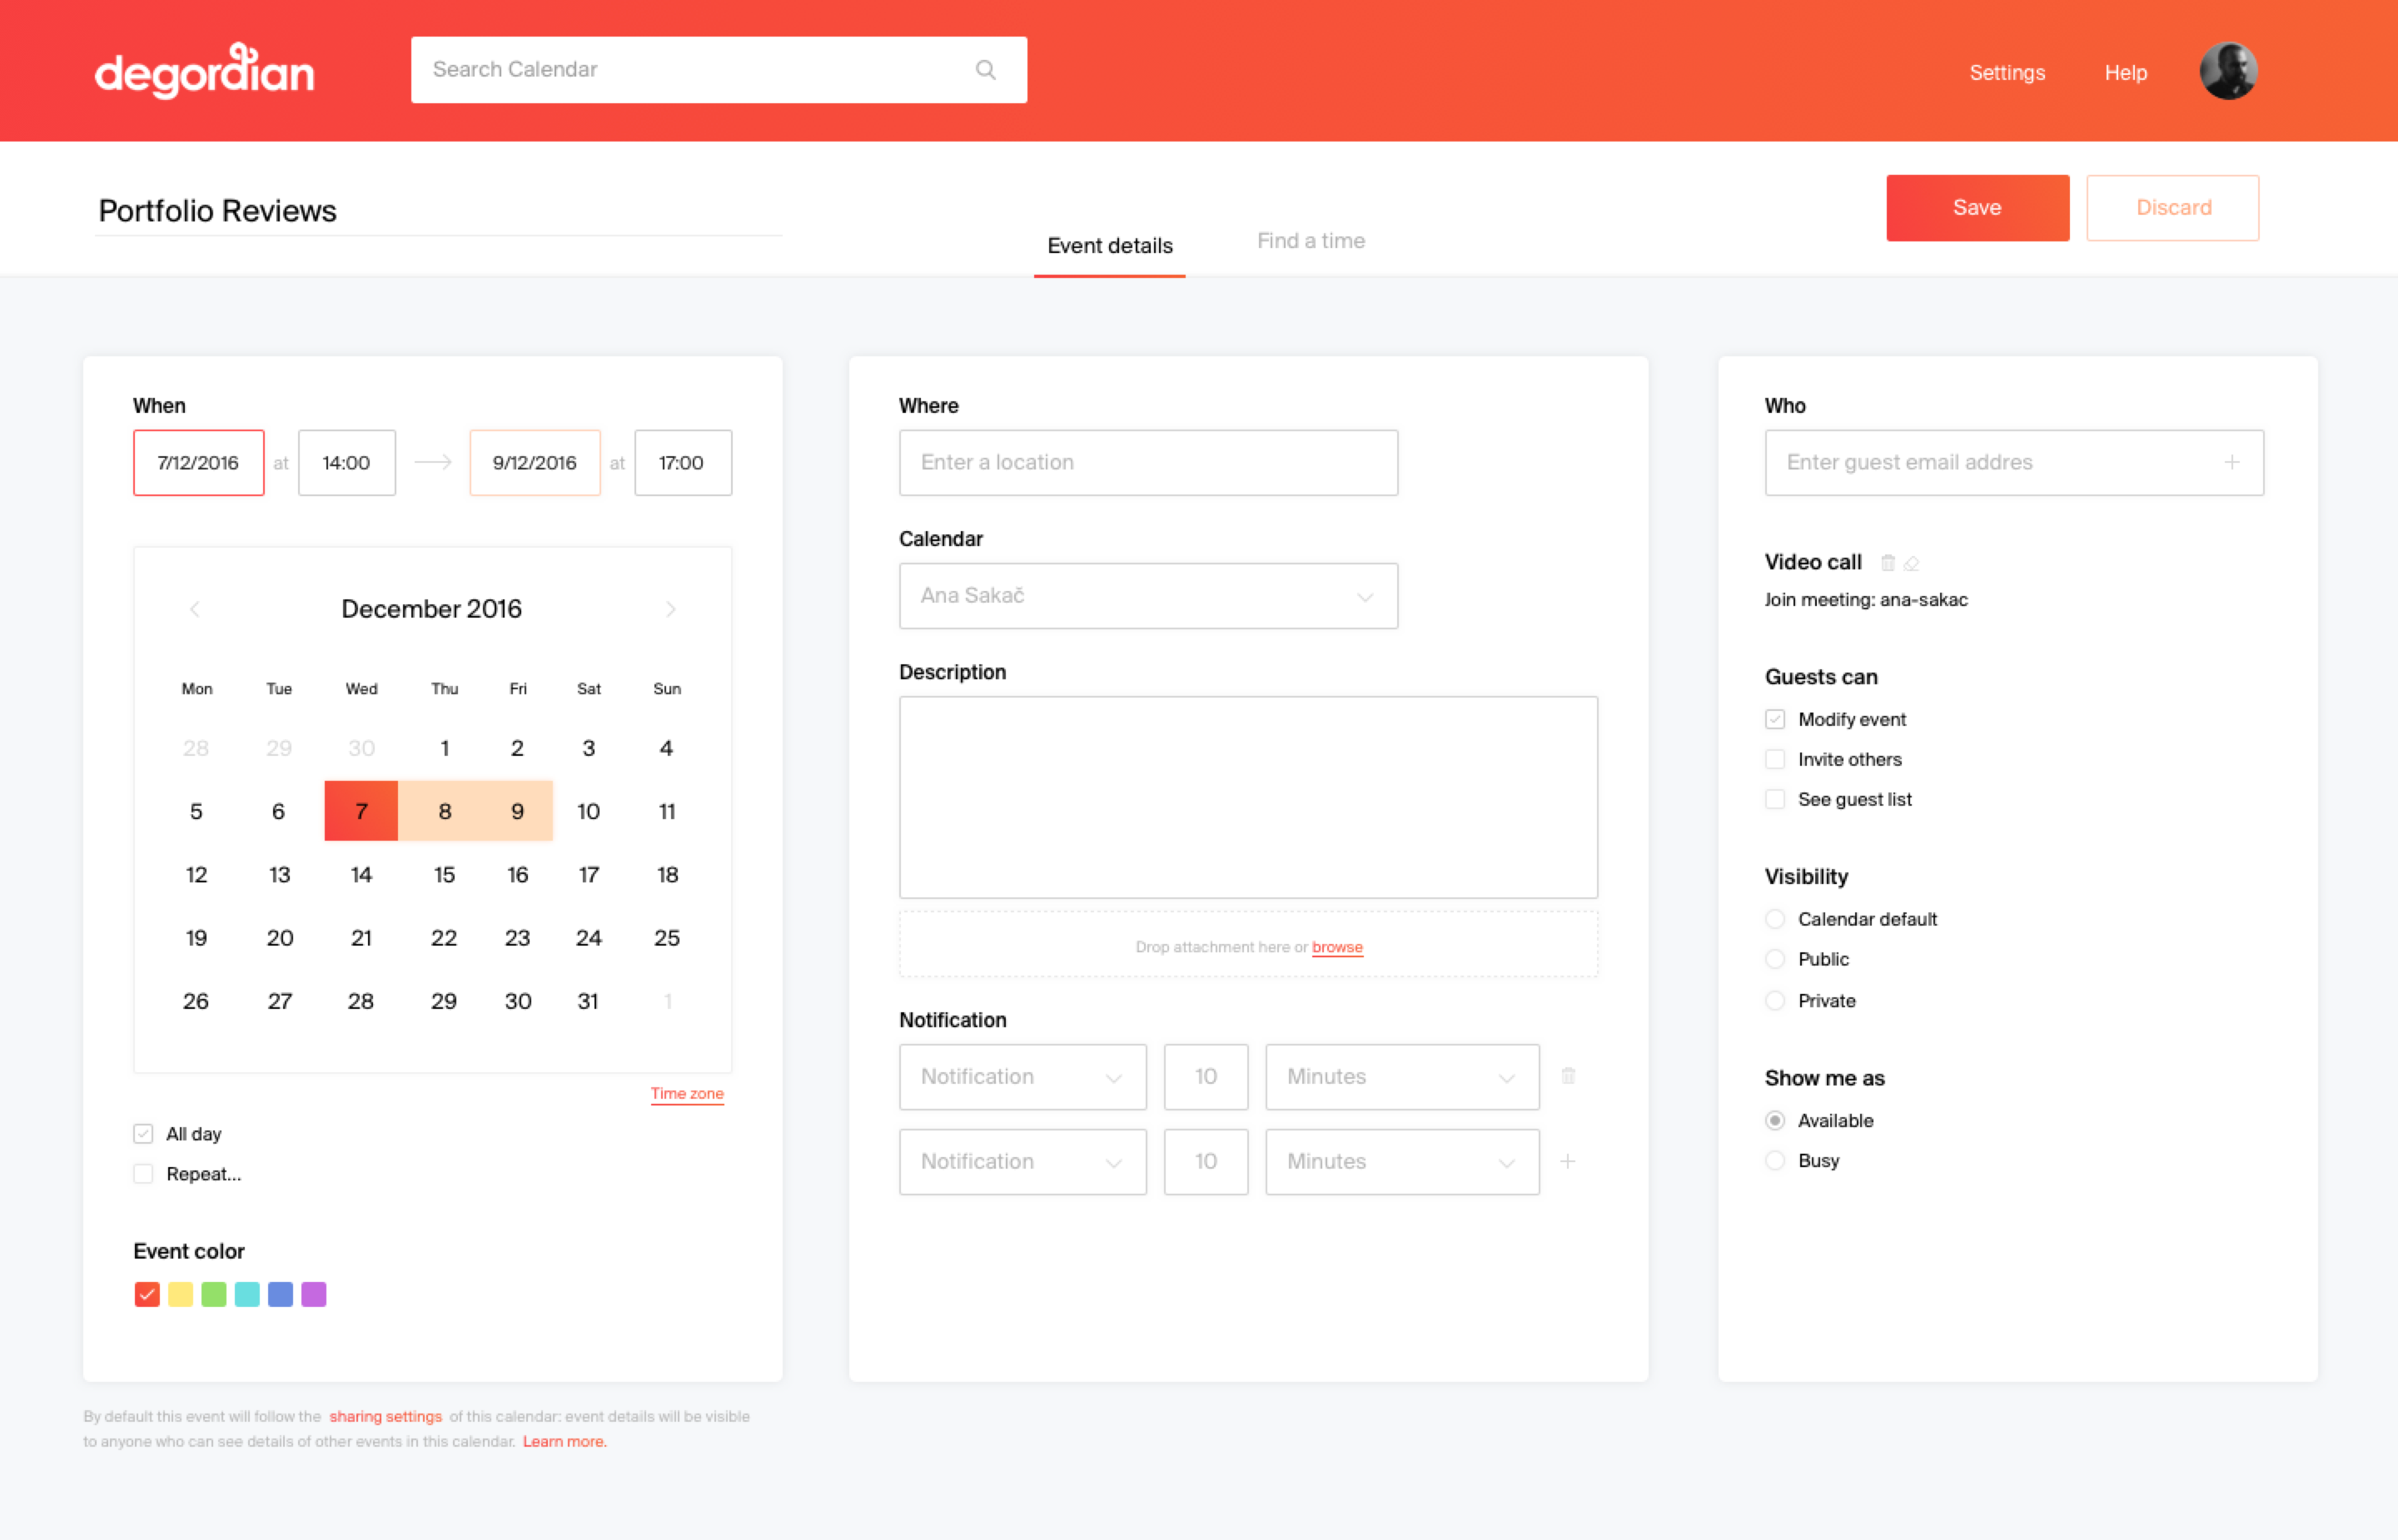 degordian
Search Calendar
Settings
Help
Portfolio Reviews
Event details
Find a time
Save
Discard
When
7/12/2016 at 14:00 9/12/2016 at 17:00
December 2016
Mon Tue Wed Thu Fri Sat Sun
28 29 30 1 2 3 4
5 6 7 8 9 10 11
12 13 14 15 16 17 18
19 20 21 22 23 24 25
26 27 28 29 30 31 1
Time zone
All day
Repeat...
Event color
Where
Enter a location
Calendar
Ana Sakač
Description
Drop attachment here or browse
Notification
Notification 10 Minutes
Notification 10 Minutes
Who
Enter guest email addres
Video call
Join meeting: ana-sakac
Guests can
Modify event
Invite others
See guest list
Visibility
Calendar default
Public
Private
Show me as
Available
Busy
By default this event will follow the sharing settings of this calendar: event details will be visible
to anyone who can see details of other events in this calendar. Learn more.